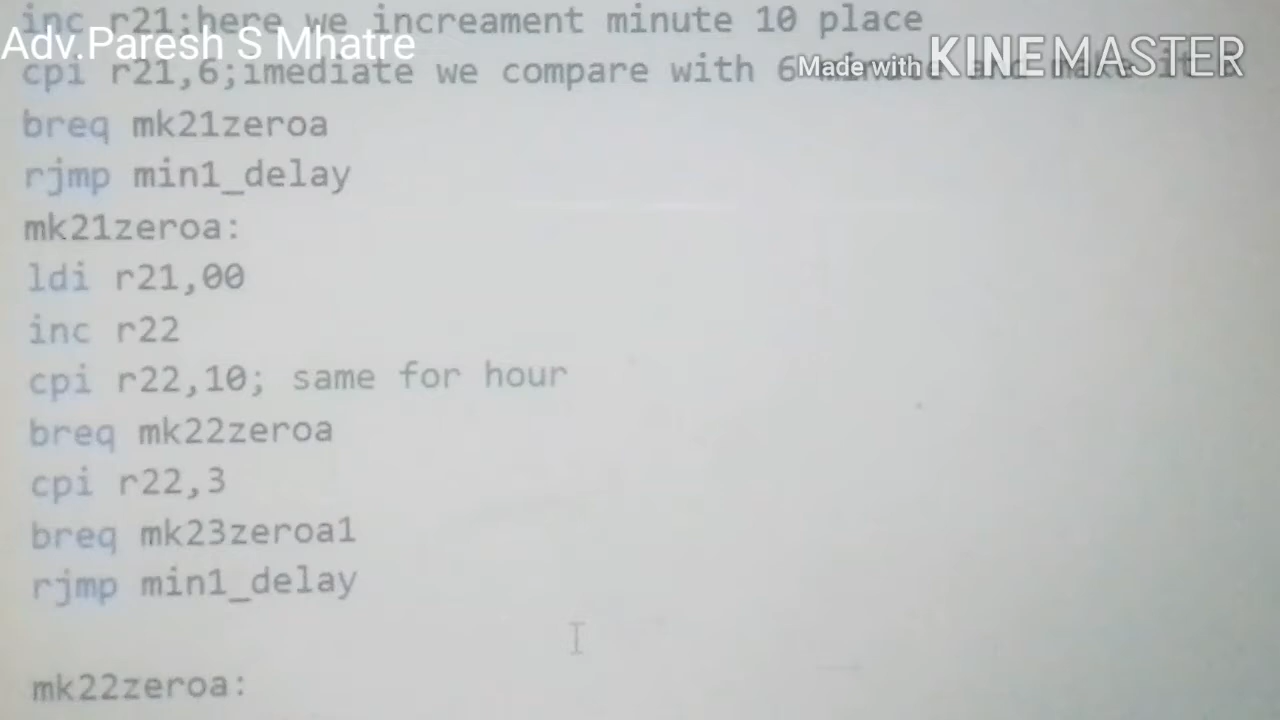 inc r21;here we increament minute 10 place
Adv.Paresh S Mhatre
Made with KINEMASTER
cpi r21,6;imediate we compare with 6
breq mk21zeroa
rjmp min1_delay
mk21zeroa:
ldi r21,00
inc r22
cpi r22,10; same for hour
breq mk22zeroa
cpi r22,3
breq mk23zeroa1
rjmp min1_delay
mk22zeroa: